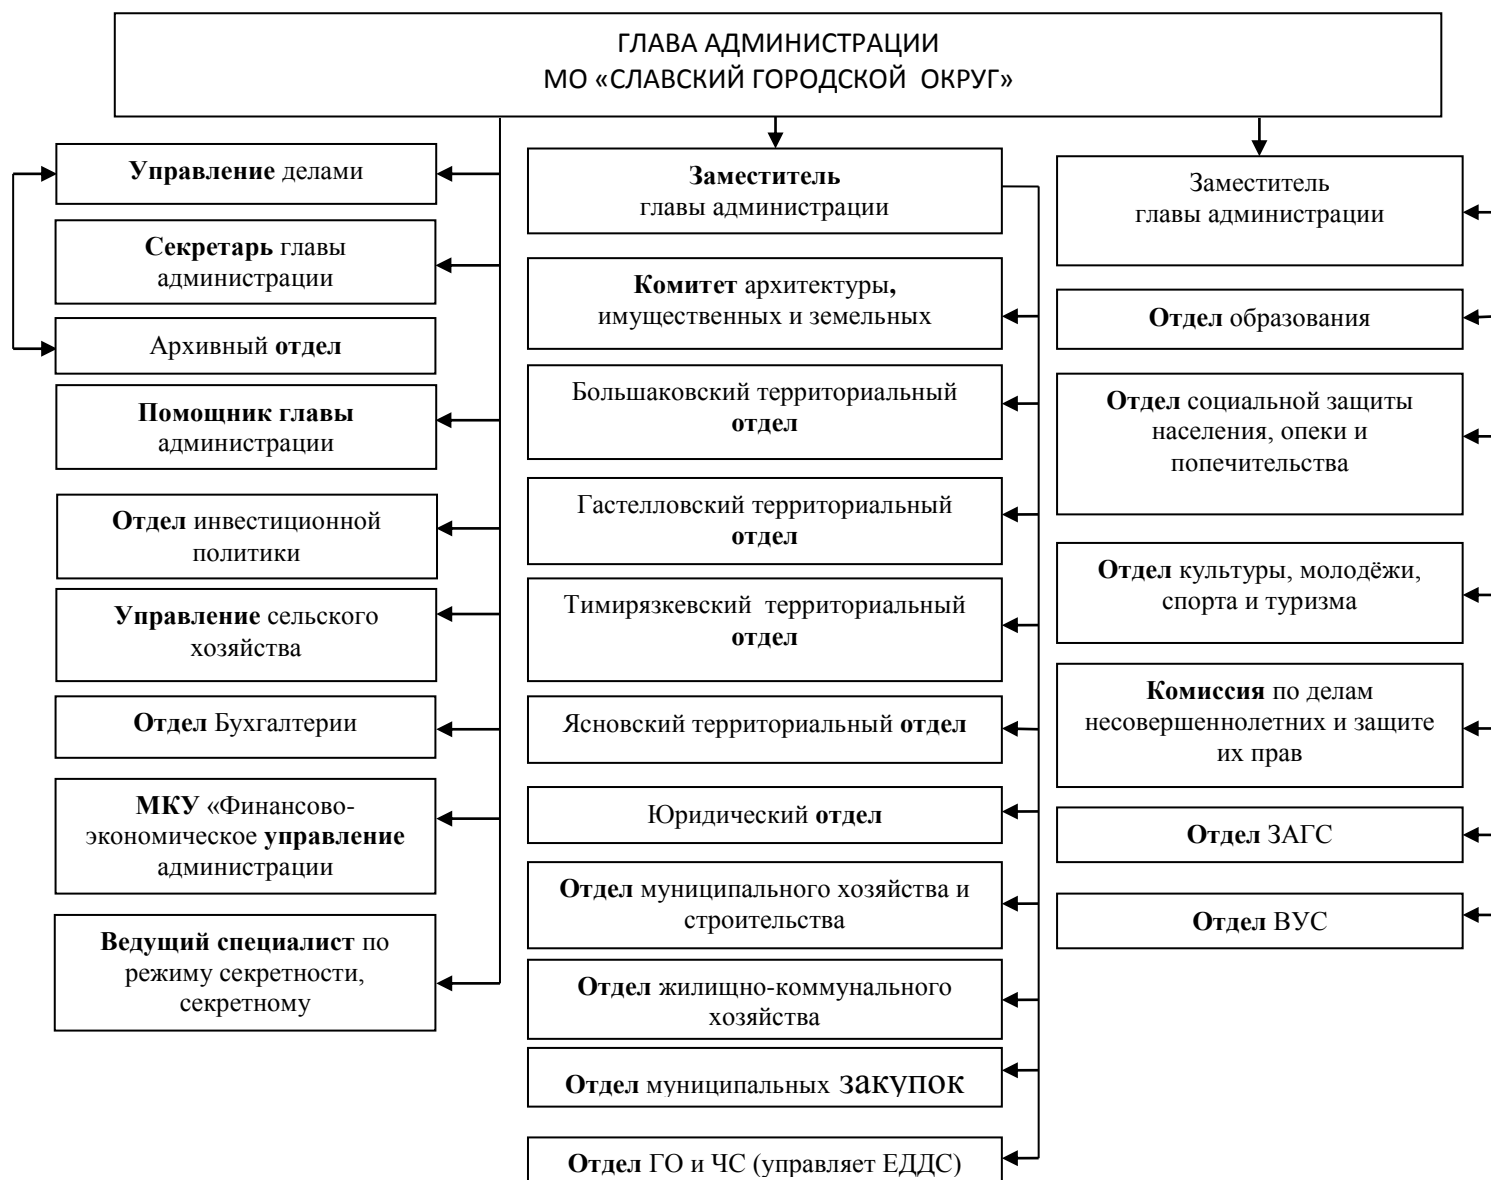 ГЛАВА АДМИНИСТРАЦИИ
МО «СЛАВСКИЙ ГОРОДСКОЙ ОКРУГ»
Управление делами
Секретарь главы
администрации
Архивный отдел
Помощник главы
администрации
Отдел инвестиционной
политики
Управление сельского
хозяйства
Отдел Бухгалтерии
МКУ «Финансово-
экономическое управление
администрации
Ведущий специалист по
режиму секретности,
секретному
Заместитель
главы администрации
Комитет архитектуры,
имущественных и земельных
Большаковский территориальный
отдел
Гастелловский территориальный
отдел
Тимирязкевский территориальный
отдел
Ясновский территориальный отдел
Юридический отдел
Отдел муниципального хозяйства и
строительства
Отдел жилищно-коммунального
хозяйства
Отдел муниципальных закупок
Отдел ГО и ЧС (управляет ЕДДС)
Заместитель
главы администрации
Отдел образования
Отдел социальной защиты
населения, опеки и
попечительства
Отдел культуры, молодёжи,
спорта и туризма
Комиссия по делам
несовершеннолетних и защите
их прав
Отдел ЗАГС
Отдел ВУС